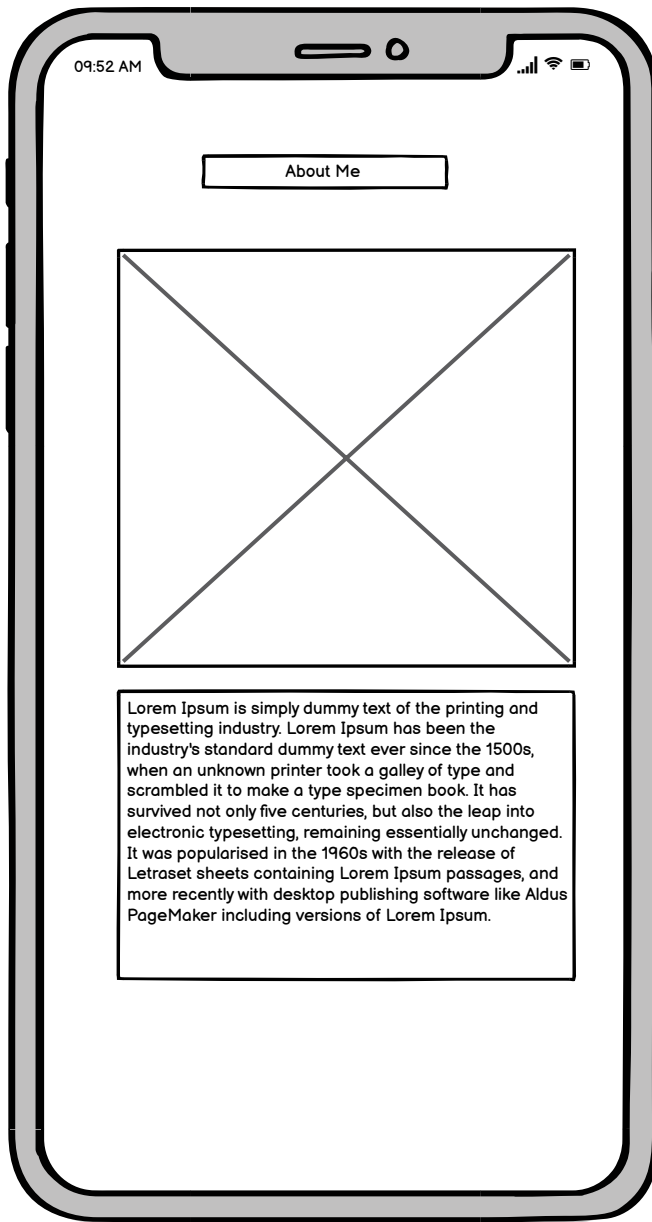 09:52 AM
About Me
Lorem Ipsum is simply dummy text of the printing and
typesetting industry. Lorem Ipsum has been the
industry's standard dummy text ever since the 1500s,
when an unknown printer took a galley of type and
scrambled it to make a type specimen book. It has
survived not only five centuries, but also the leap into
electronic typesetting, remaining essentially unchanged.
It was popularised in the 1960s with the release of
Letraset sheets containing Lorem Ipsum passages, and
more recently with desktop publishing software like Aldus
PageMaker including versions of Lorem Ipsum.